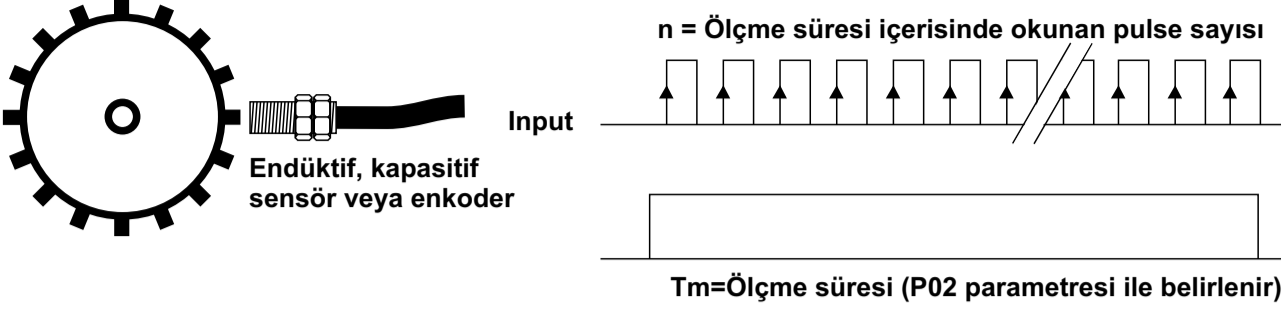 n = Ölçme süresi içerisinde okunan pulse sayısı
Input
Endüktif, kapasitif
sensör veya enkoder
Tm=Ölçme süresi (P02 parametresi ile belirlenir)